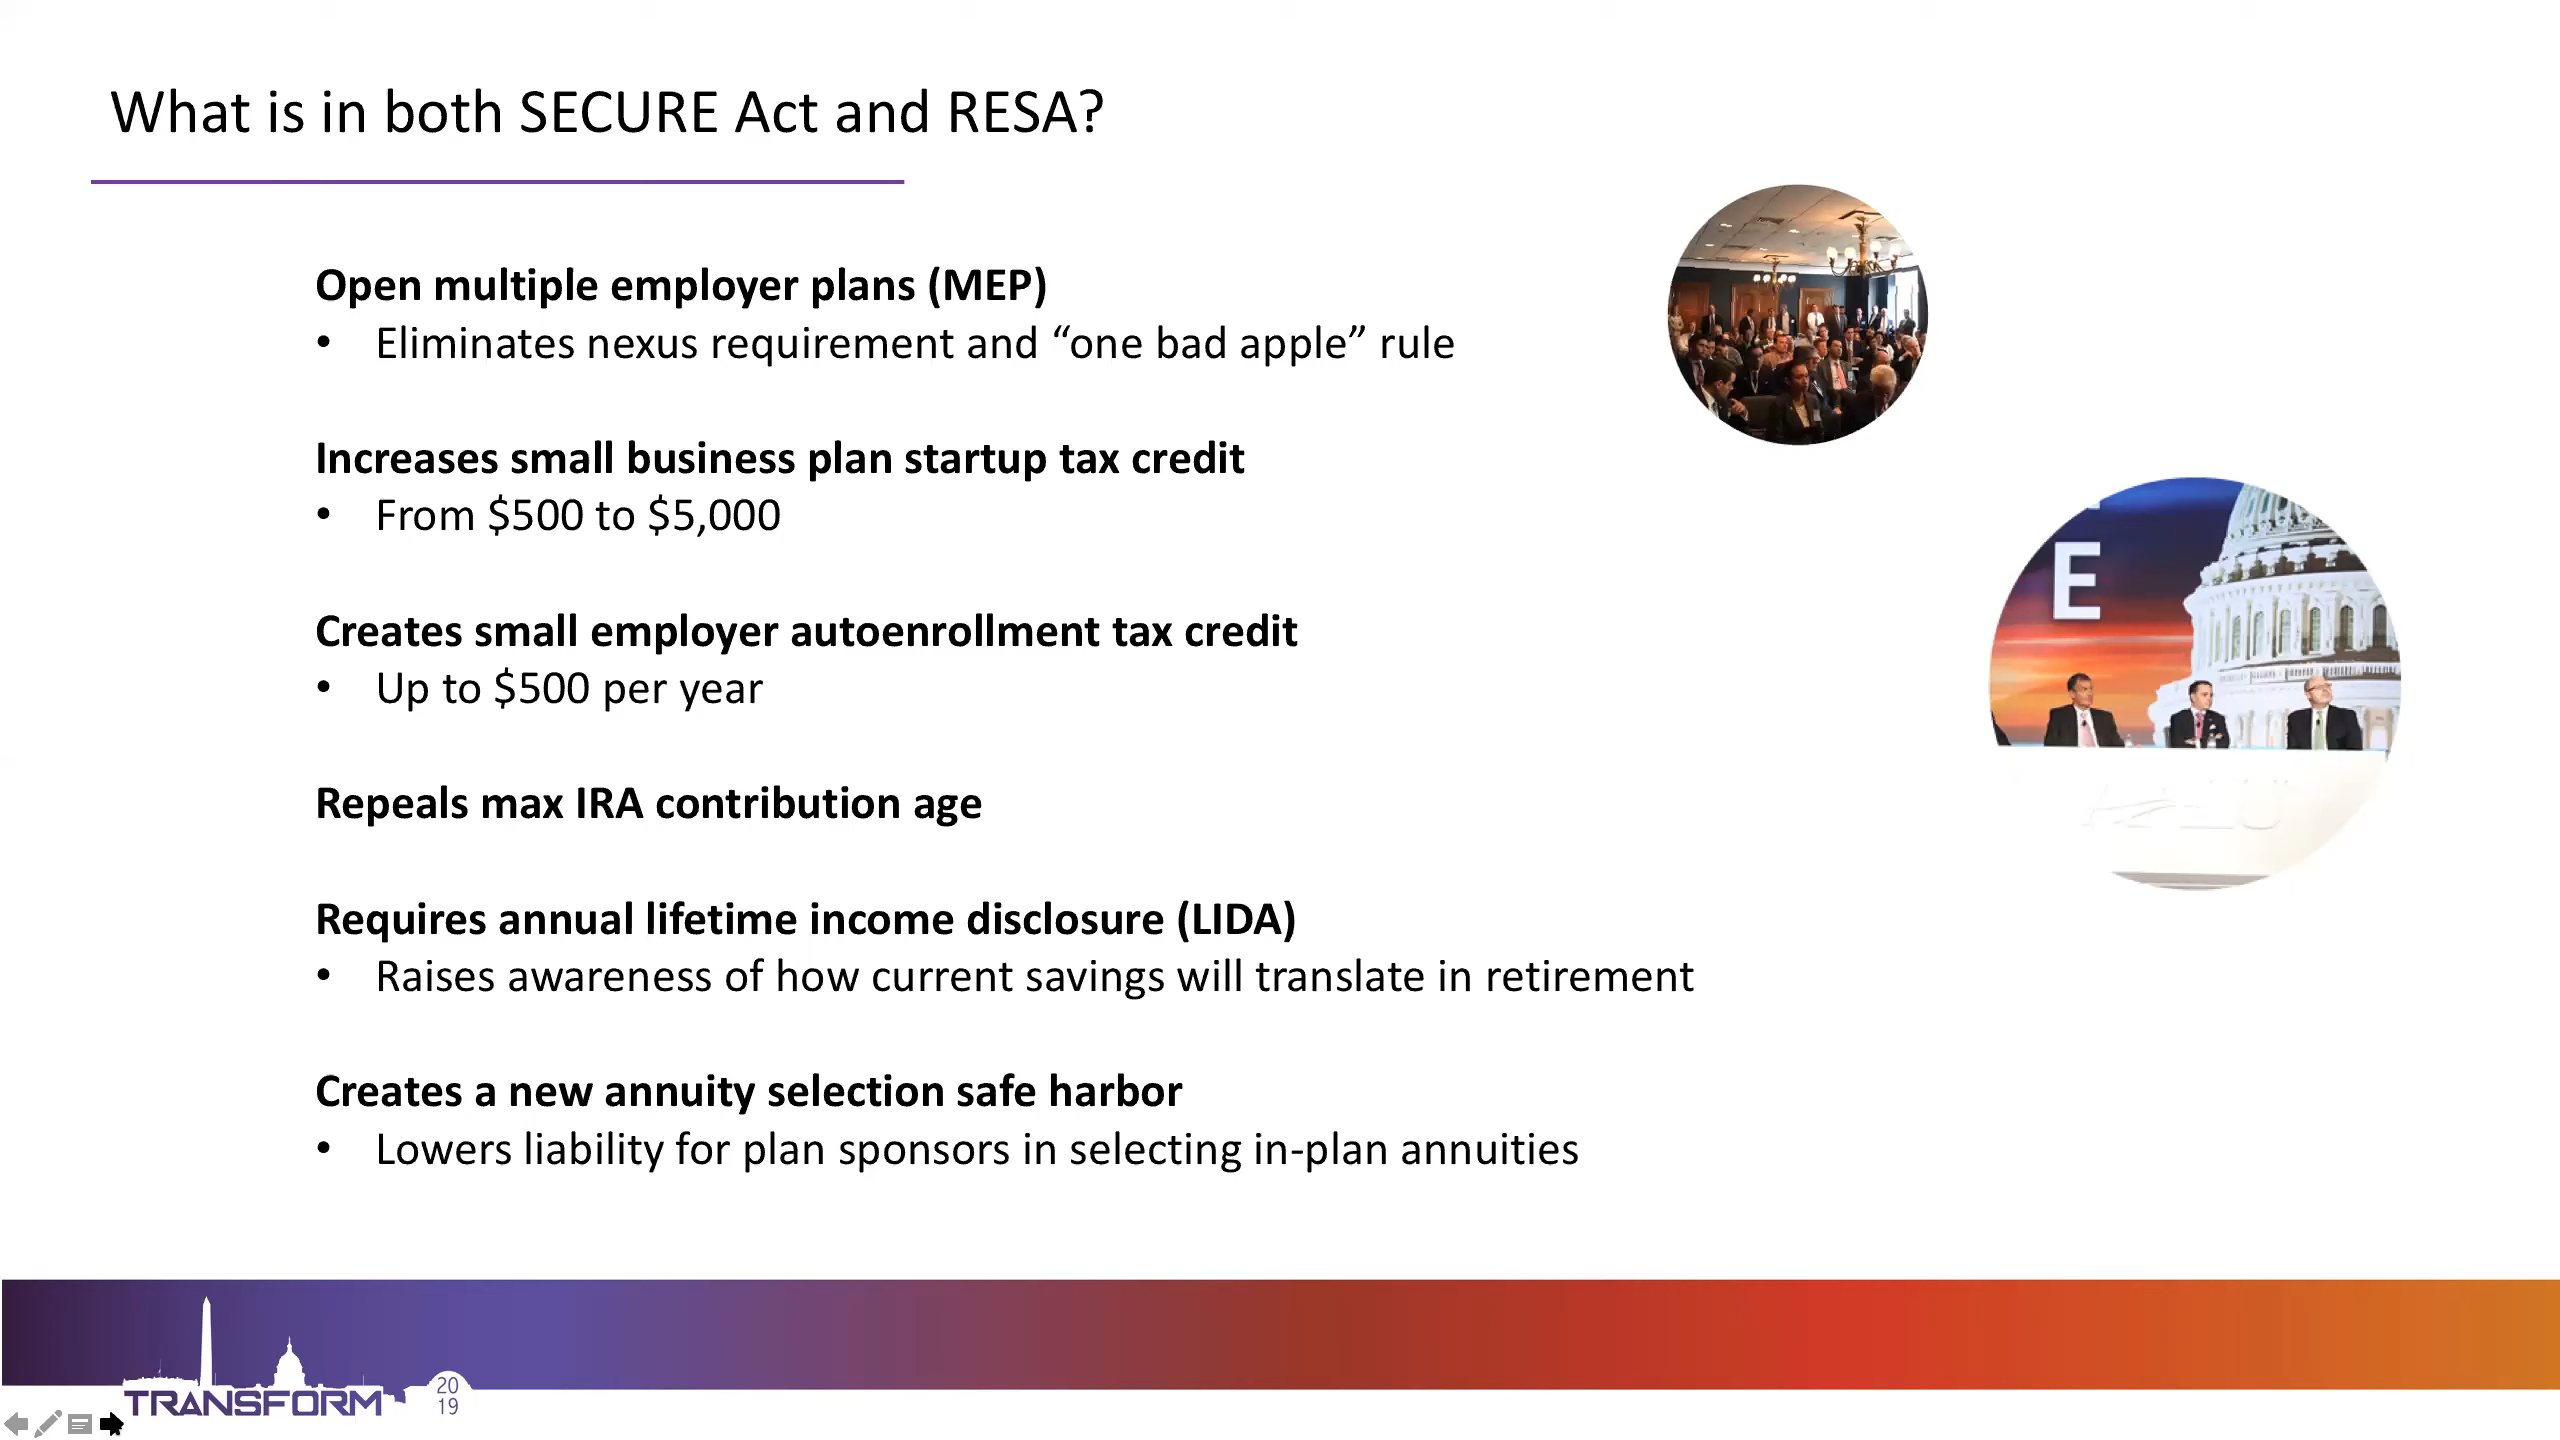 What is in both SECURE Act and RESA?
Open multiple employer plans (MEP)
• Eliminates nexus requirement and “one bad apple” rule
Increases small business plan startup tax credit
• From $500 to $5,000
Creates small employer autoenrollment tax credit
• Up to $500 per year
Repeals max IRA contribution age
Requires annual lifetime income disclosure (LIDA)
• Raises awareness of how current savings will translate in retirement
Creates a new annuity selection safe harbor
• Lowers liability for plan sponsors in selecting in-plan annuities
E
TRANSFORM
20
19